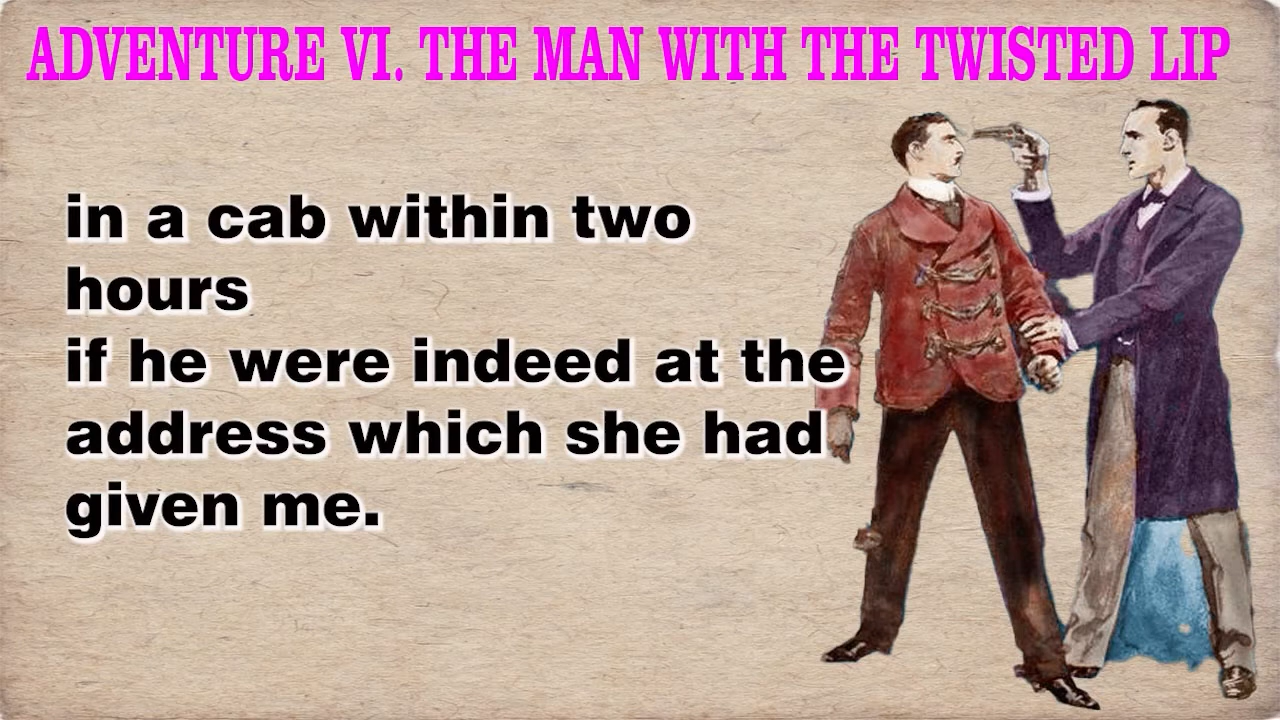 ADVENTURE VI. THE MAN WITH THE TWISTED LIP
in a cab within two
hours
if he were indeed at the
address which she had
given me.